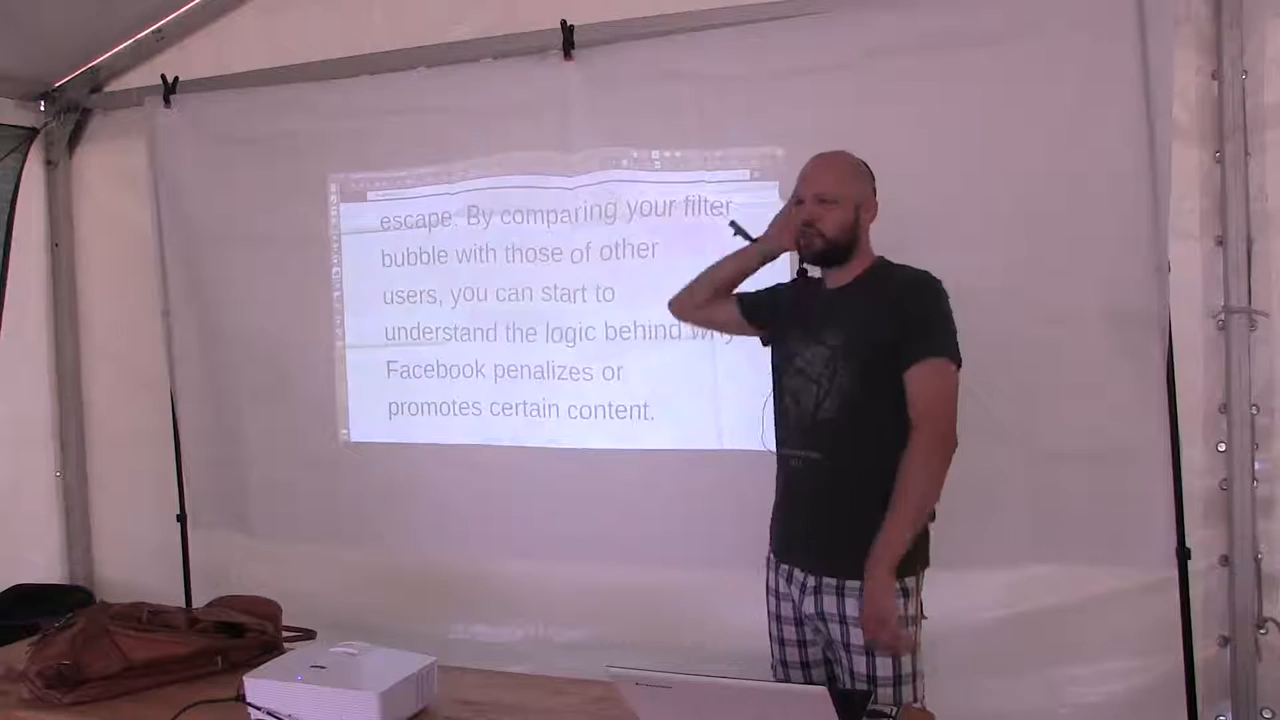 escape. By comparing your filter
bubble with those of other
users, you can start to
understand the logic behind why
Facebook penalizes or
promotes certain content.